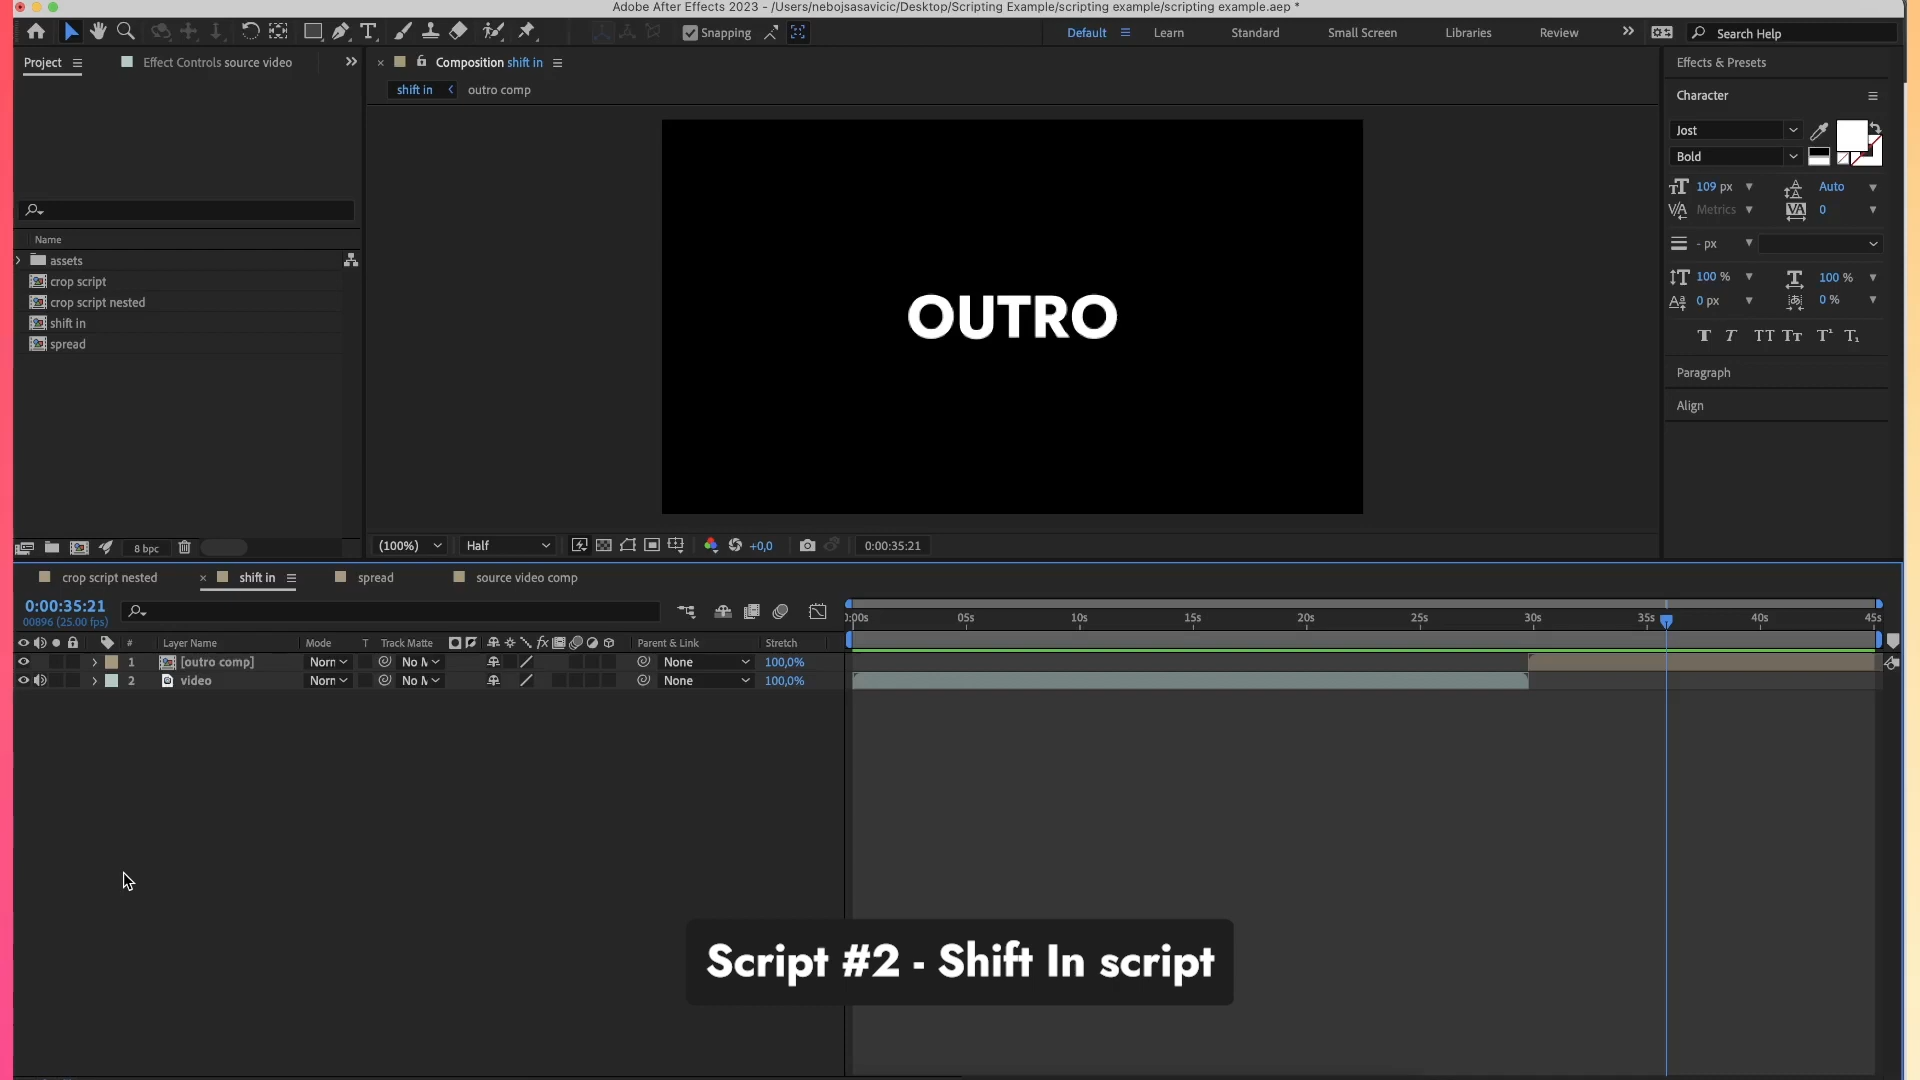 Adobe After Effects 2023 - /Users/nebojsasavicic/Desktop/Scripting Example/scripting example/scripting example.aep *
Snapping
Default
Learn
Standard
Small Screen
Libraries
Review
Search Help
Project
Effect Controls source video
Composition shift in
shift in
outro comp
Effects & Presets
Character
Jost
Bold
109 px
Auto
Metrics
0
- px
100 %
100 %
0 px
0 %
Paragraph
Align
Name
assets
crop script
crop script nested
shift in
spread
OUTRO
8 bpc
(100%)
Half
+0,0
0:00:35:21
crop script nested
shift in
spread
source video comp
0:00:35:21
00896 (25.00 fps)
:00s
05s
10s
15s
20s
25s
30s
35s
40s
45s
#
Layer Name
Mode
T
Track Matte
Parent & Link
Stretch
1
[outro comp]
Norn
No M
None
100,0%
2
video
Norn
No M
None
100,0%
Script #2 - Shift In script